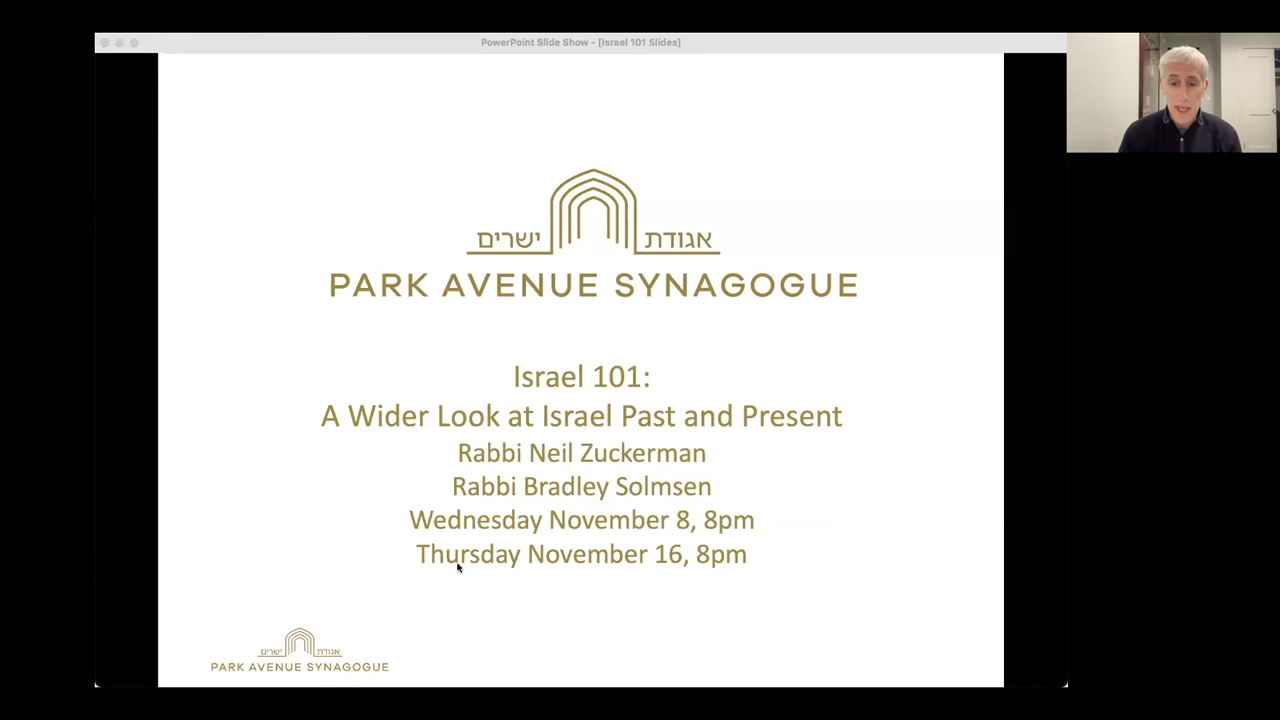 PowerPoint Slide Show - [Israel 101 Slides]
אגודת ישרים
PARK AVENUE SYNAGOGUE
Israel 101:
A Wider Look at Israel Past and Present
Rabbi Neil Zuckerman
Rabbi Bradley Solmsen
Wednesday November 8, 8pm
Thursday November 16, 8pm
אגודת ישרים
PARK AVENUE SYNAGOGUE